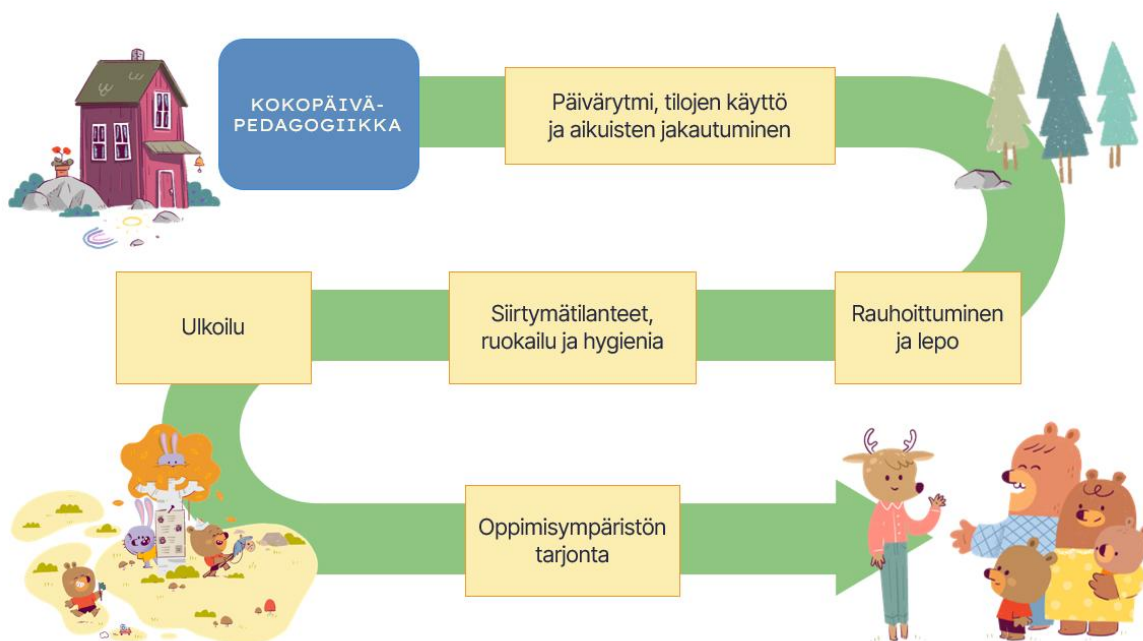 KOKOPÄIVÄ-
PEDAGOGIIKKA
Päivärytmi, tilojen käyttö
ja aikuisten jakautuminen
Rauhoittuminen
ja lepo
Siirtymätilanteet,
ruokailu ja hygienia
Ulkoilu
Oppimisympäristön
tarjonta